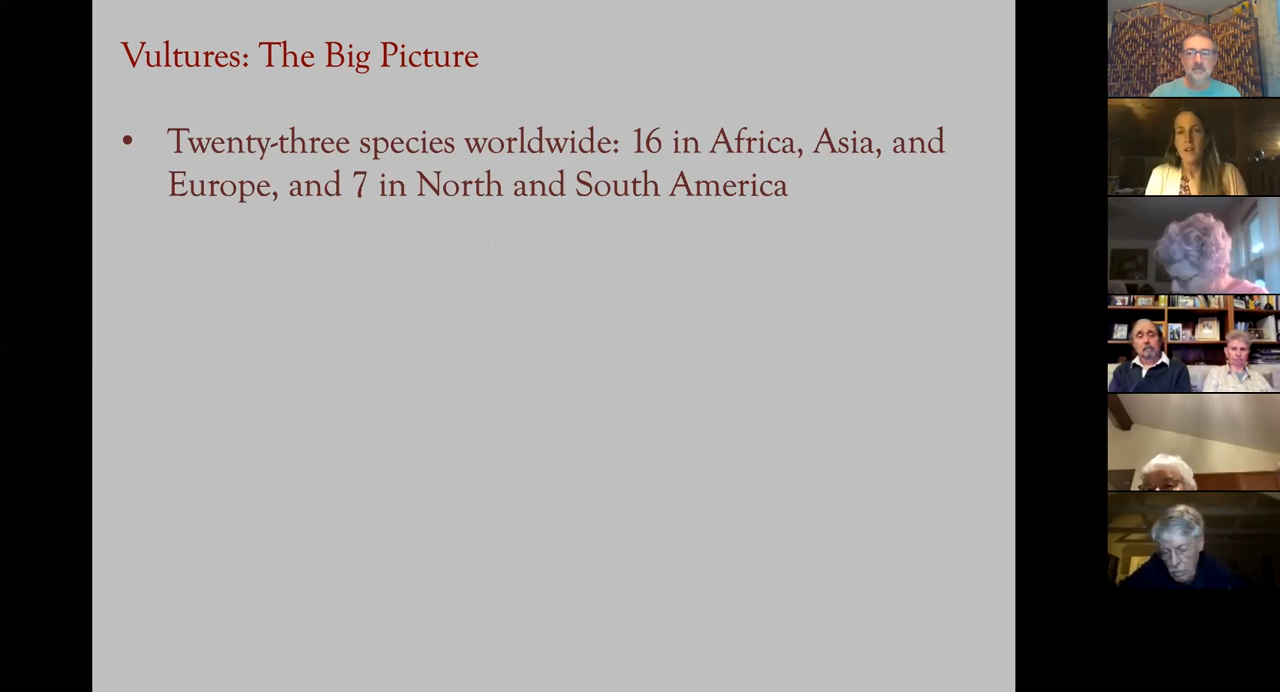 Vultures: The Big Picture
• Twenty-three species worldwide: 16 in Africa, Asia, and
Europe, and 7 in North and South America